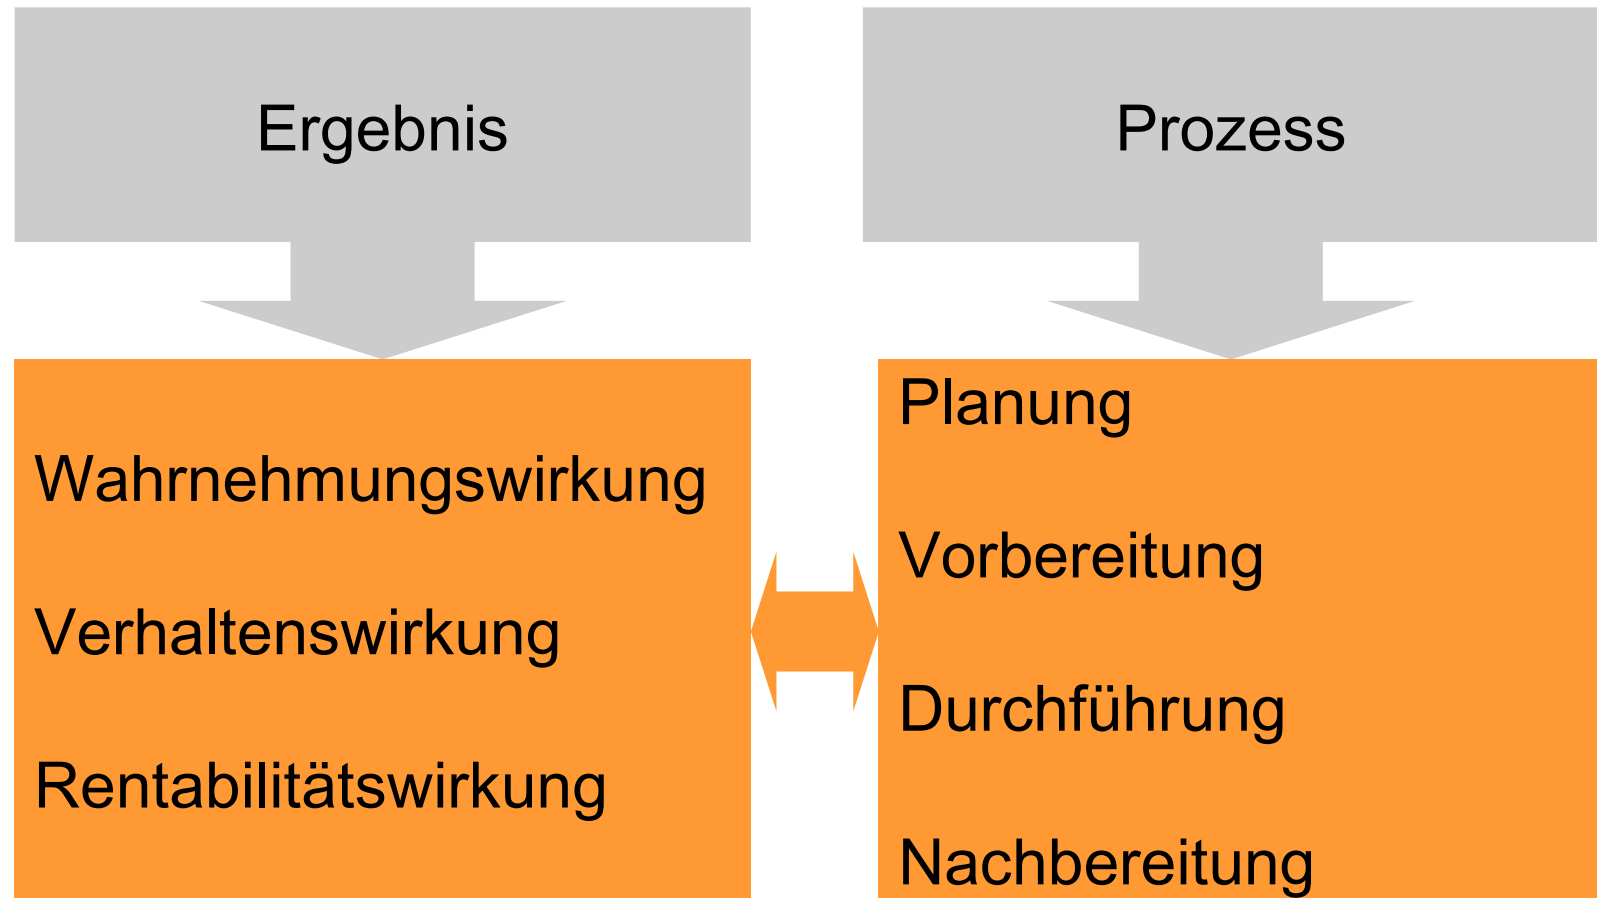 Ergebnis
Prozess
Wahrnehmungswirkung
Verhaltenswirkung
Rentabilitätswirkung
Planung
Vorbereitung
Durchführung
Nachbereitung